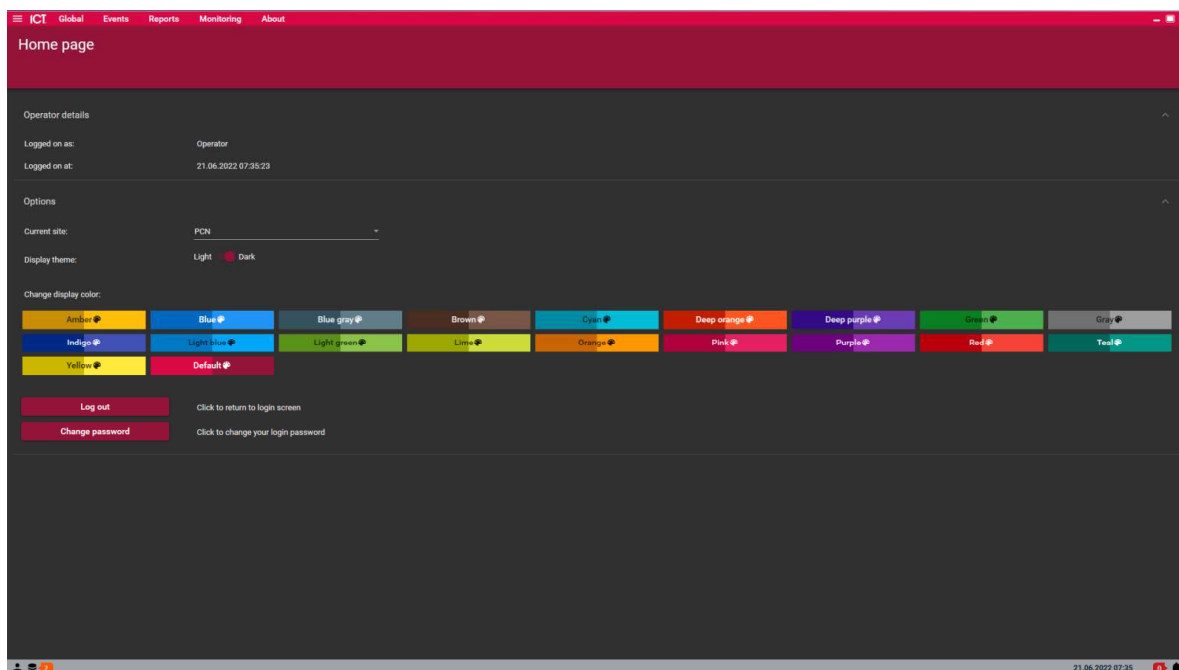 ICT Global Events Reports Monitoring About
Home page
Operator details
Logged on as: Operator
Logged on at: 21.06.2022 07:35:23
Options
Current site: PCN
Display theme: Light Dark
Change display color:
Amber Blue Blue gray Brown Cyan Deep orange Deep purple Green Gray
Indigo Light blue Light green Lime Orange Pink Purple Red Teal
Yellow Default
Log out Click to return to login screen
Change password Click to change your login password
2 21.06.2022 07:35 0